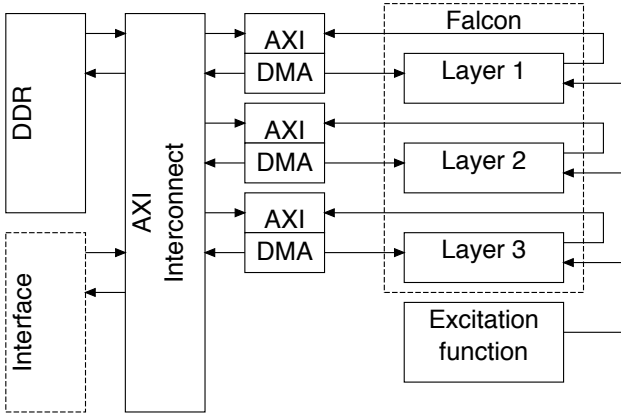 DDR
Interface
AXI
Interconnect
AXI
DMA
AXI
DMA
AXI
DMA
Falcon
Layer 1
Layer 2
Layer 3
Excitation
function